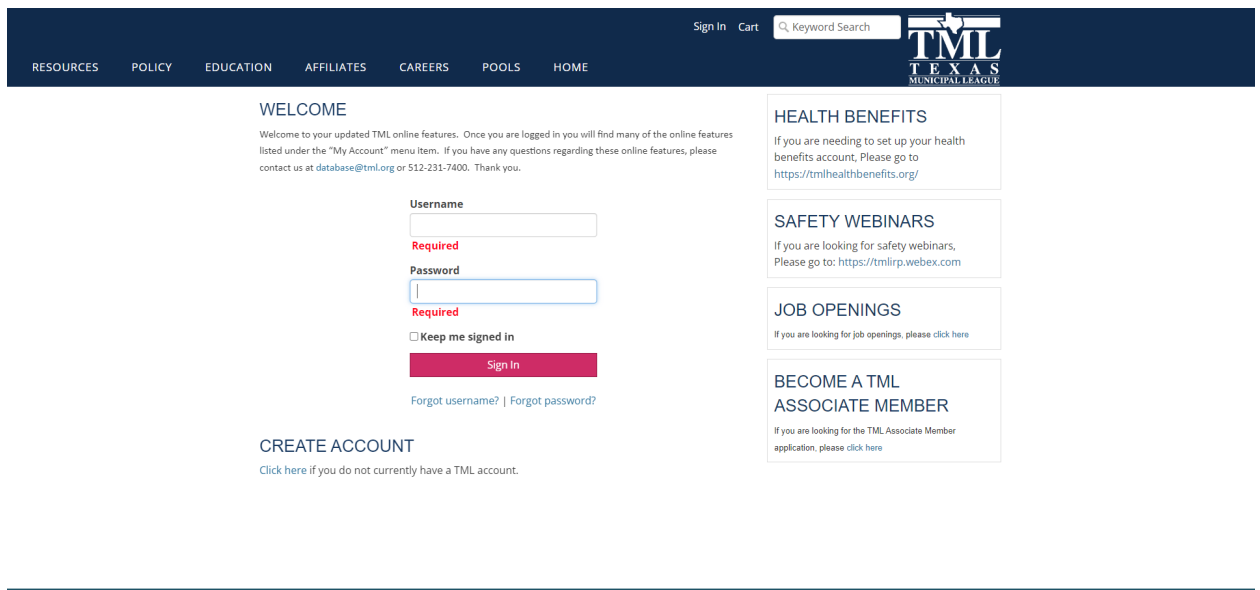 Sign In Cart Keyword Search
TML
TEXAS
MUNICIPAL LEAGUE
RESOURCES POLICY EDUCATION AFFILIATES CAREERS POOLS HOME
WELCOME
Welcome to your updated TML online features. Once you are logged in you will find many of the online features
listed under the “My Account” menu item. If you have any questions regarding these online features, please
contact us at database@tml.org or 512-231-7400. Thank you.
Username
Required
Password
Required
Keep me signed in
Sign In
Forgot username? | Forgot password?
CREATE ACCOUNT
Click here if you do not currently have a TML account.
HEALTH BENEFITS
If you are needing to set up your health
benefits account, Please go to
https://tmlhealthbenefits.org/
SAFETY WEBINARS
If you are looking for safety webinars,
Please go to: https://tmlirp.webex.com
JOB OPENINGS
If you are looking for job openings, please click here
BECOME A TML
ASSOCIATE MEMBER
If you are looking for the TML Associate Member
application, please click here